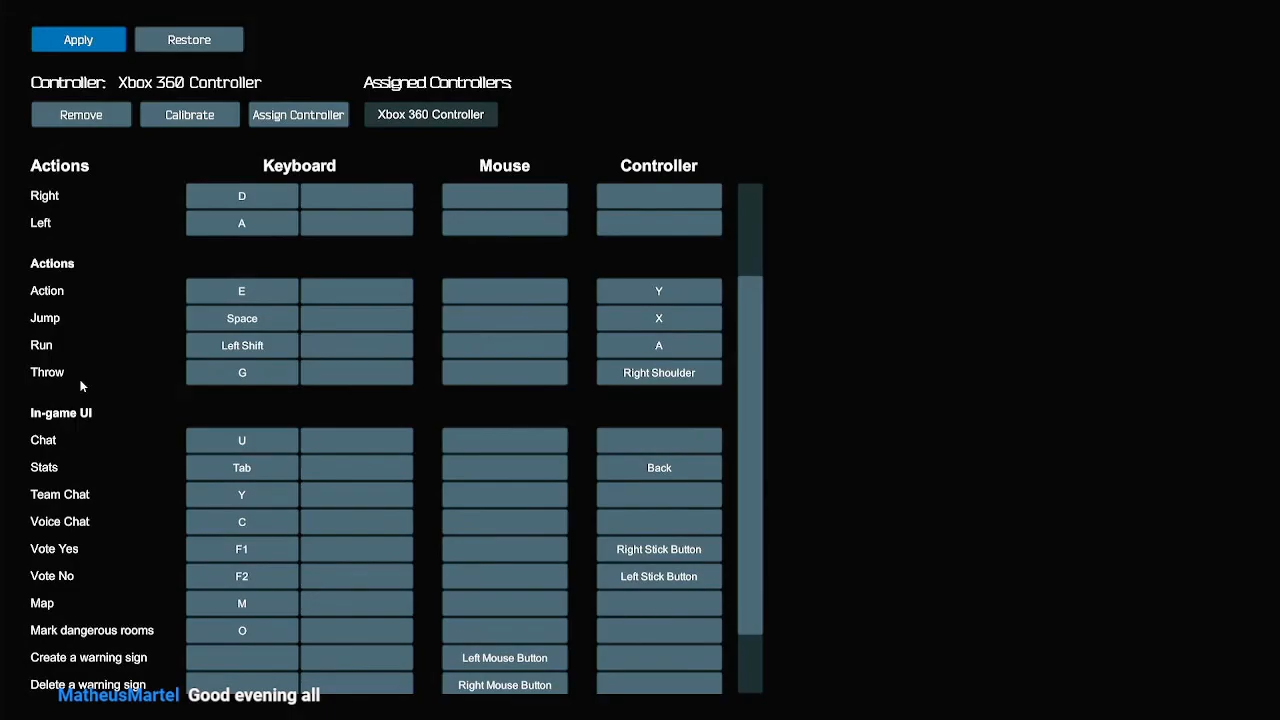 Apply Restore
Controller: Xbox 360 Controller Assigned Controllers:
Remove Calibrate Assign Controller Xbox 360 Controller
Actions Keyboard Mouse Controller
Right D
Left A
Actions
Action E Y
Jump Space X
Run Left Shift A
Throw G Right Shoulder
In-game UI
Chat U
Stats Tab Back
Team Chat Y
Voice Chat C
Vote Yes F1 Right Stick Button
Vote No F2 Left Stick Button
Map M
Mark dangerous rooms O
Create a warning sign Left Mouse Button
Delete a warning sign Right Mouse Button
MatheusMartel Good evening all